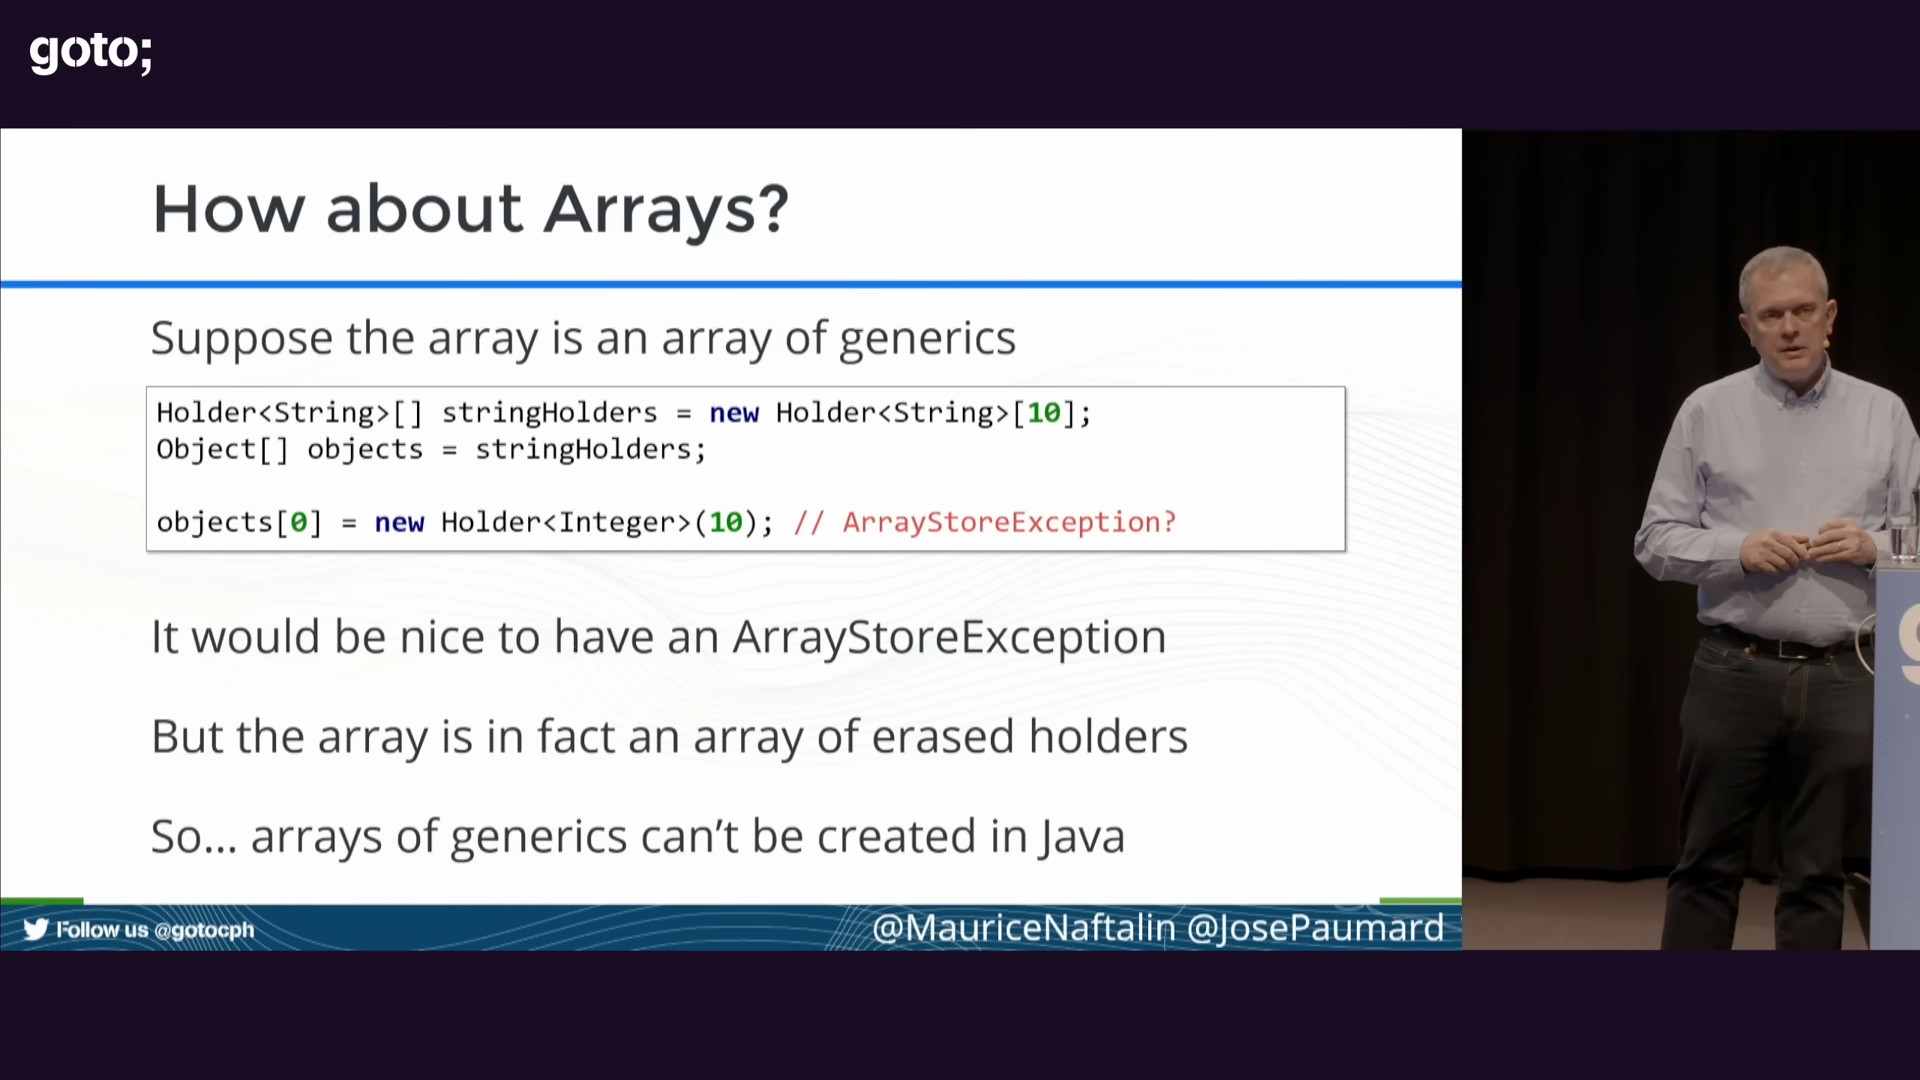 goto;
How about Arrays?
Suppose the array is an array of generics
Holder<String>[] stringHolders = new Holder<String>[10];
Object[] objects = stringHolders;
objects[0] = new Holder<Integer>(10); // ArrayStoreException?
It would be nice to have an ArrayStoreException
But the array is in fact an array of erased holders
So... arrays of generics can't be created in Java
Follow us @gotocph
@MauriceNaftalin @JosePaumard
g